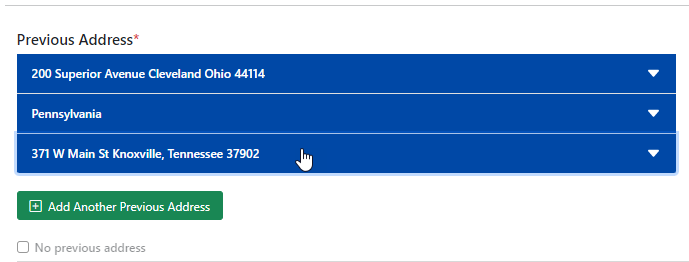 Previous Address*
200 Superior Avenue Cleveland Ohio 44114
Pennsylvania
371 W Main St Knoxville, Tennessee 37902
Add Another Previous Address
No previous address